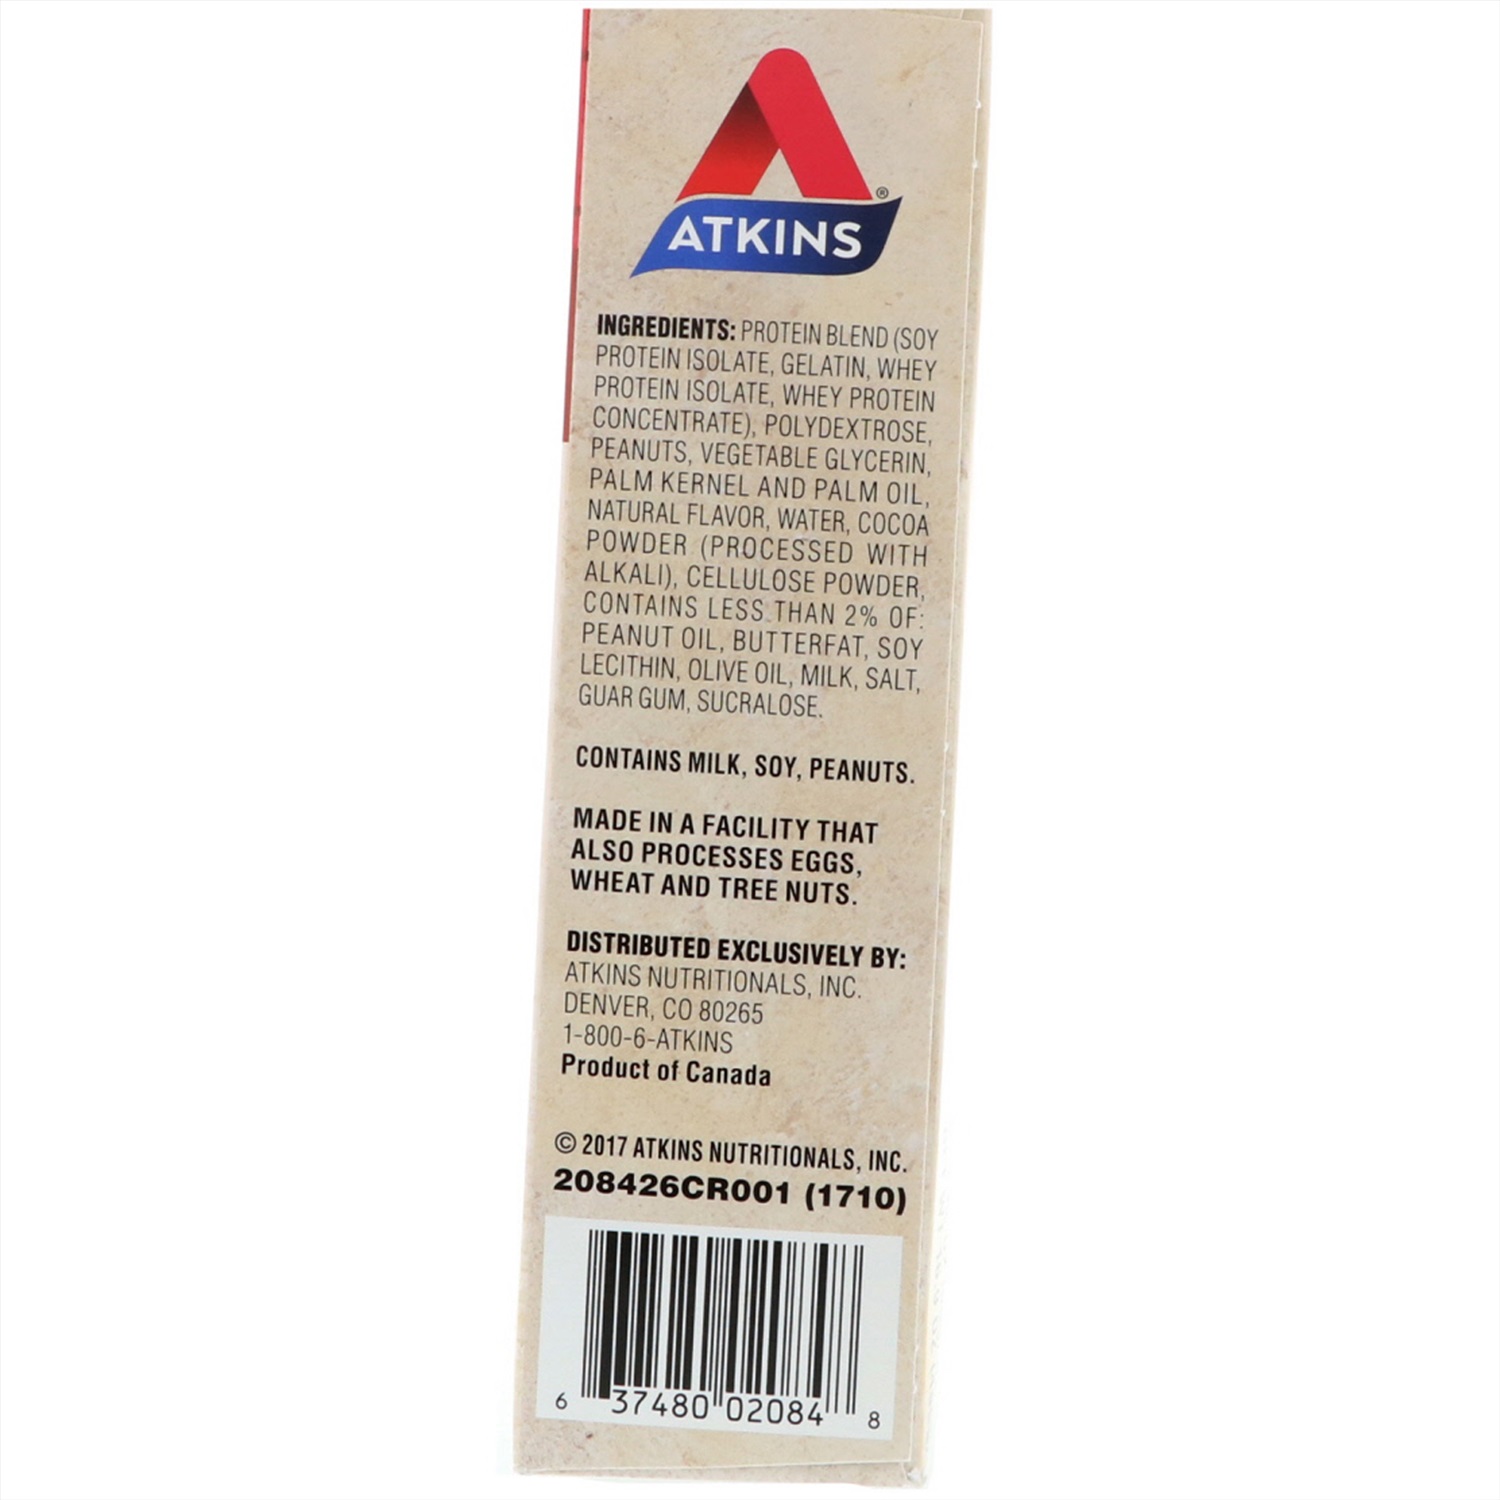 ®
ATKINS
INGREDIENTS: PROTEIN BLEND (SOY
PROTEIN ISOLATE, GELATIN, WHEY
PROTEIN ISOLATE, WHEY PROTEIN
CONCENTRATE), POLYDEXTROSE,
PEANUTS, VEGETABLE GLYCERIN,
PALM KERNEL AND PALM OIL,
NATURAL FLAVOR, WATER, COCOA
POWDER (PROCESSED WITH
ALKALI), CELLULOSE POWDER,
CONTAINS LESS THAN 2% OF:
PEANUT OIL, BUTTERFAT, SOY
LECITHIN, OLIVE OIL, MILK, SALT,
GUAR GUM, SUCRALOSE.
CONTAINS MILK, SOY, PEANUTS.
MADE IN A FACILITY THAT
ALSO PROCESSES EGGS,
WHEAT AND TREE NUTS.
DISTRIBUTED EXCLUSIVELY BY:
ATKINS NUTRITIONALS, INC.
DENVER, CO 80265
1-800-6-ATKINS
Product of Canada
© 2017 ATKINS NUTRITIONALS, INC.
208426CR001 (1710)
6 37480 02084 8